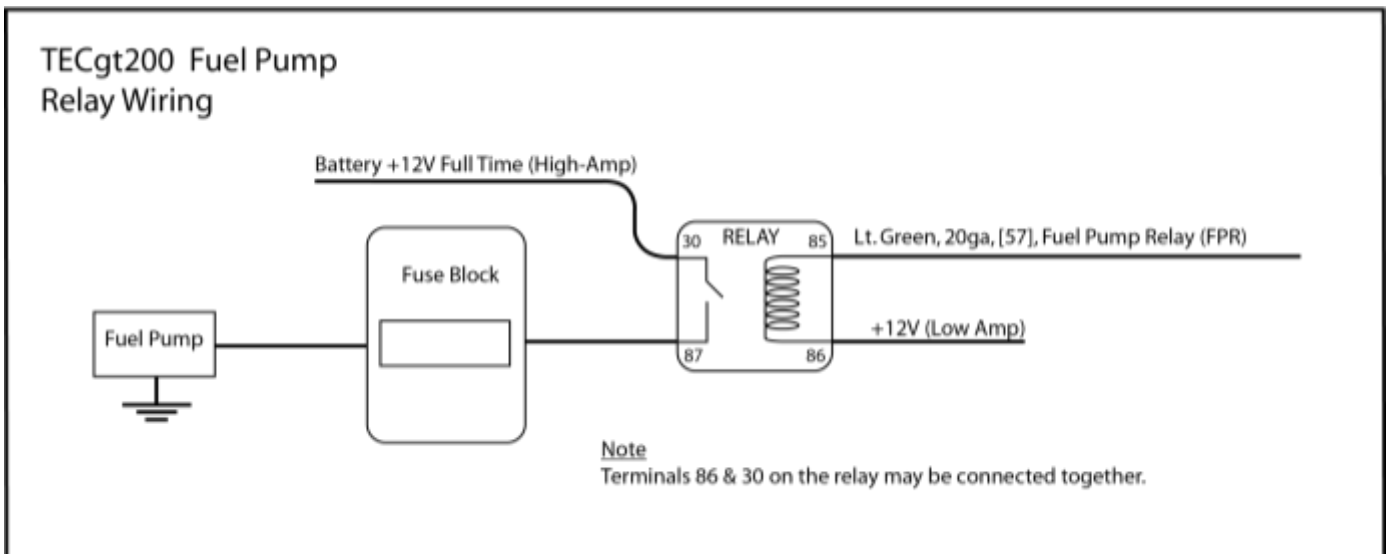 TECgt200 Fuel Pump
Relay Wiring
Battery +12V Full Time (High-Amp)
30 RELAY 85
Lt. Green, 20ga, [57], Fuel Pump Relay (FPR)
Fuse Block
Fuel Pump
+12V (Low Amp)
87 86
Note
Terminals 86 & 30 on the relay may be connected together.